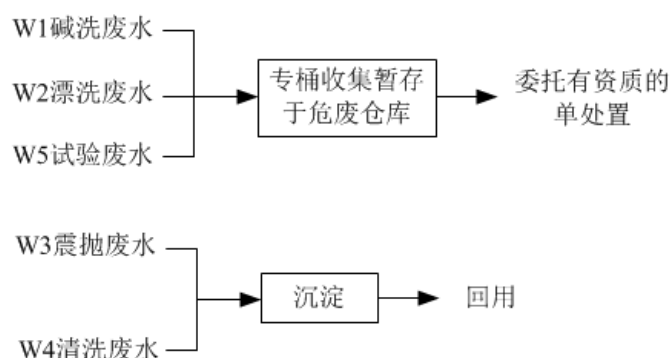 W1碱洗废水
W2漂洗废水
W5试验废水
专桶收集暂存
于危废仓库
委托有资质的
单处置
W3震抛废水
W4清洗废水
沉淀
回用